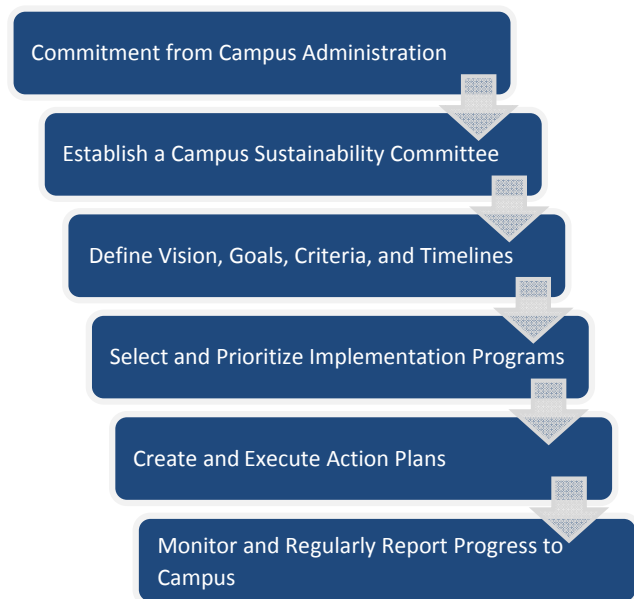 Commitment from Campus Administration
Establish a Campus Sustainability Committee
Define Vision, Goals, Criteria, and Timelines
Select and Prioritize Implementation Programs
Create and Execute Action Plans
Monitor and Regularly Report Progress to
Campus